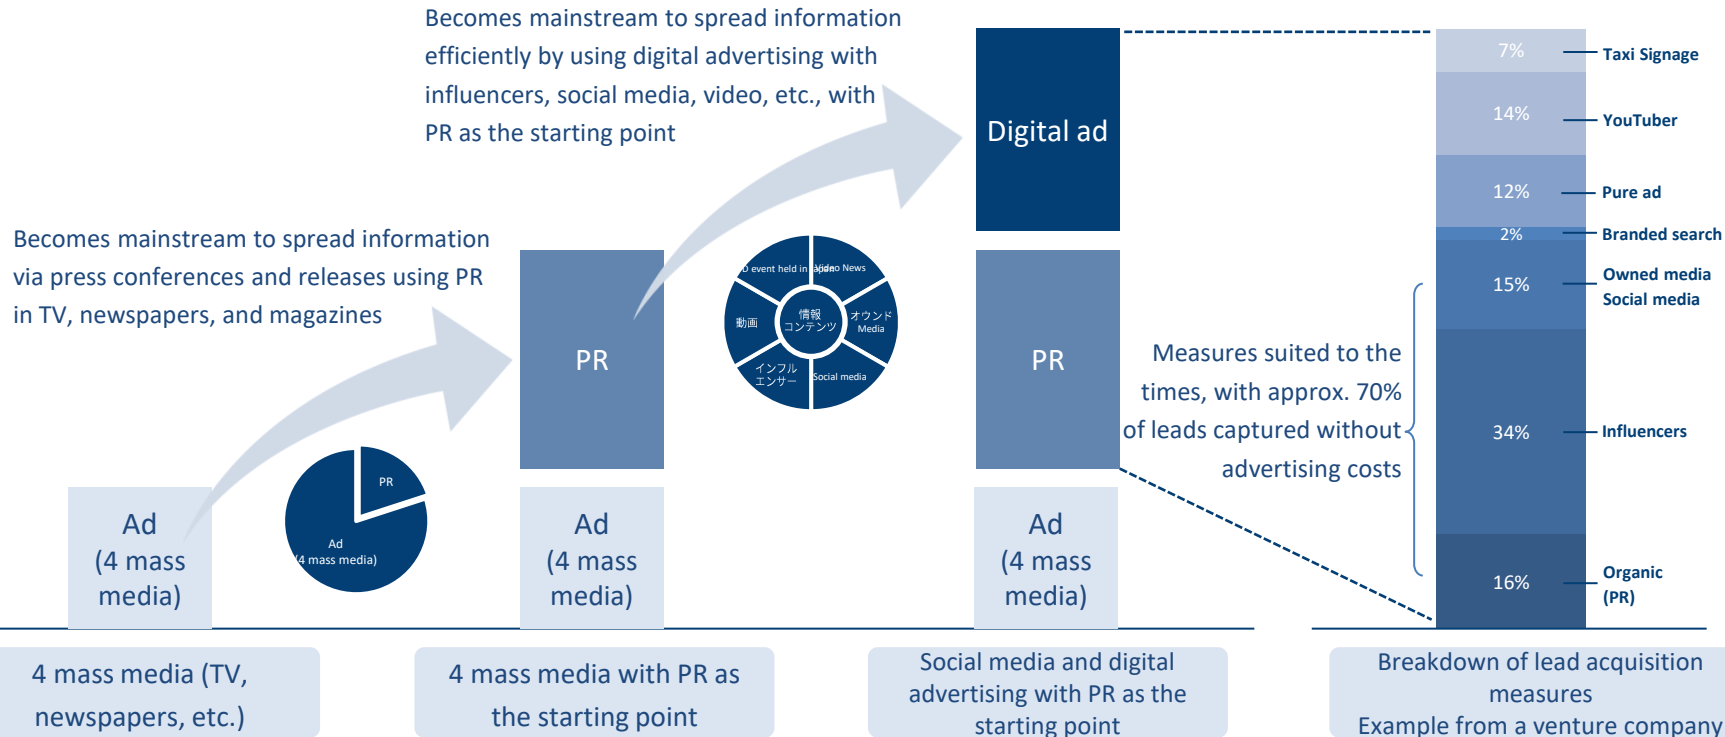 Becomes mainstream to spread information
efficiently by using digital advertising with
influencers, social media, video, etc., with
PR as the starting point
Becomes mainstream to spread information
via press conferences and releases using PR
in TV, newspapers, and magazines
Ad
(4 mass
media)
PR
Ad
(4 mass media)
PR
Ad
(4 mass
media)
D event held in Japan
Video News
動画
情報
コンテンツ
オウンド
Media
インフル
エンサー
Social media
Digital ad
PR
Ad
(4 mass
media)
Measures suited to the
times, with approx. 70%
of leads captured without
advertising costs
7%
Taxi Signage
14%
YouTuber
12%
Pure ad
2%
Branded search
15%
Owned media
Social media
34%
Influencers
16%
Organic
(PR)
4 mass media (TV,
newspapers, etc.)
4 mass media with PR as
the starting point
Social media and digital
advertising with PR as the
starting point
Breakdown of lead acquisition
measures
Example from a venture company